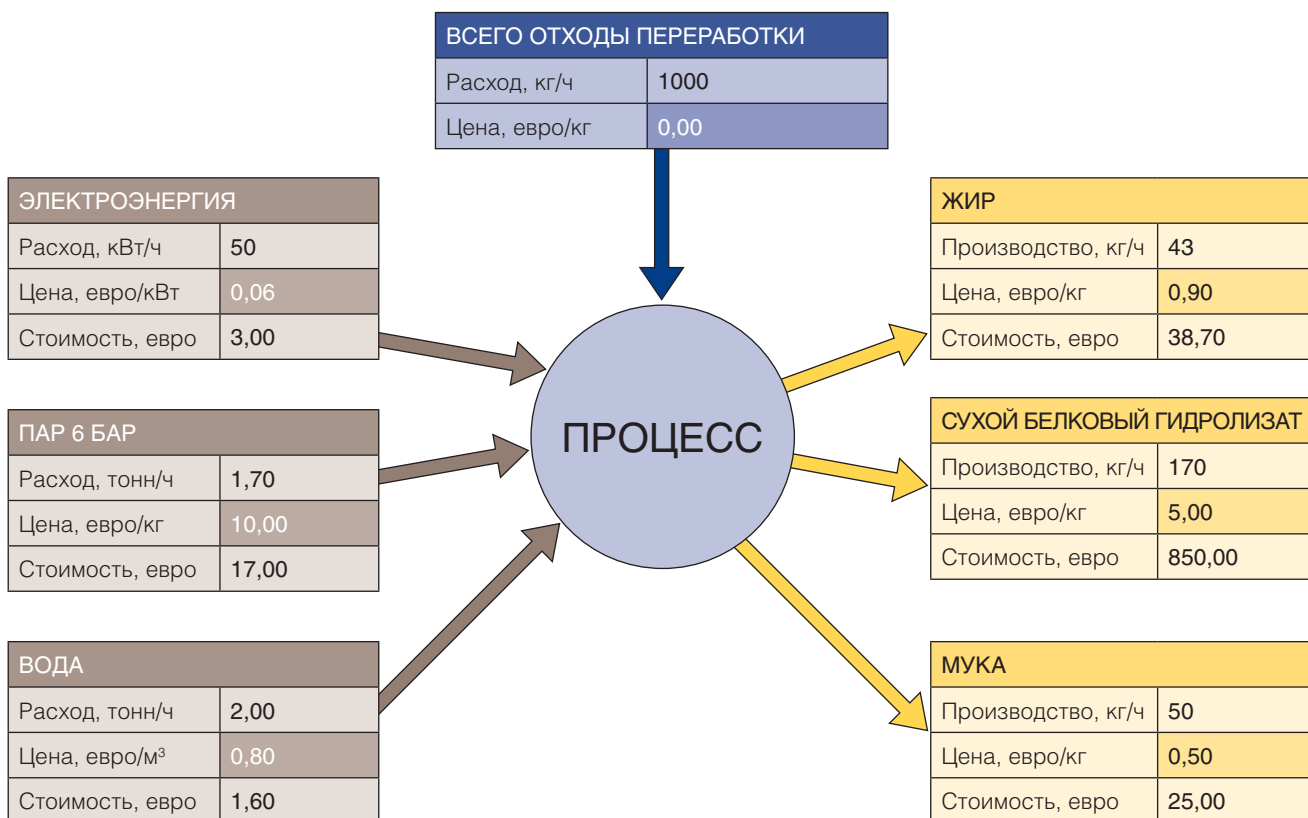 ВСЕГО ОТХОДЫ ПЕРЕРАБОТКИ
Расход, кг/ч 1000
Цена, евро/кг 0,00
ЭЛЕКТРОЭНЕРГИЯ
Расход, кВт/ч 50
Цена, евро/кВт 0,06
Стоимость, евро 3,00
ПАР 6 БАР
Расход, тонн/ч 1,70
Цена, евро/кг 10,00
Стоимость, евро 17,00
ВОДА
Расход, тонн/ч 2,00
Цена, евро/м³ 0,80
Стоимость, евро 1,60
ПРОЦЕСС
ЖИР
Производство, кг/ч 43
Цена, евро/кг 0,90
Стоимость, евро 38,70
СУХОЙ БЕЛКОВЫЙ ГИДРОЛИЗАТ
Производство, кг/ч 170
Цена, евро/кг 5,00
Стоимость, евро 850,00
МУКА
Производство, кг/ч 50
Цена, евро/кг 0,50
Стоимость, евро 25,00